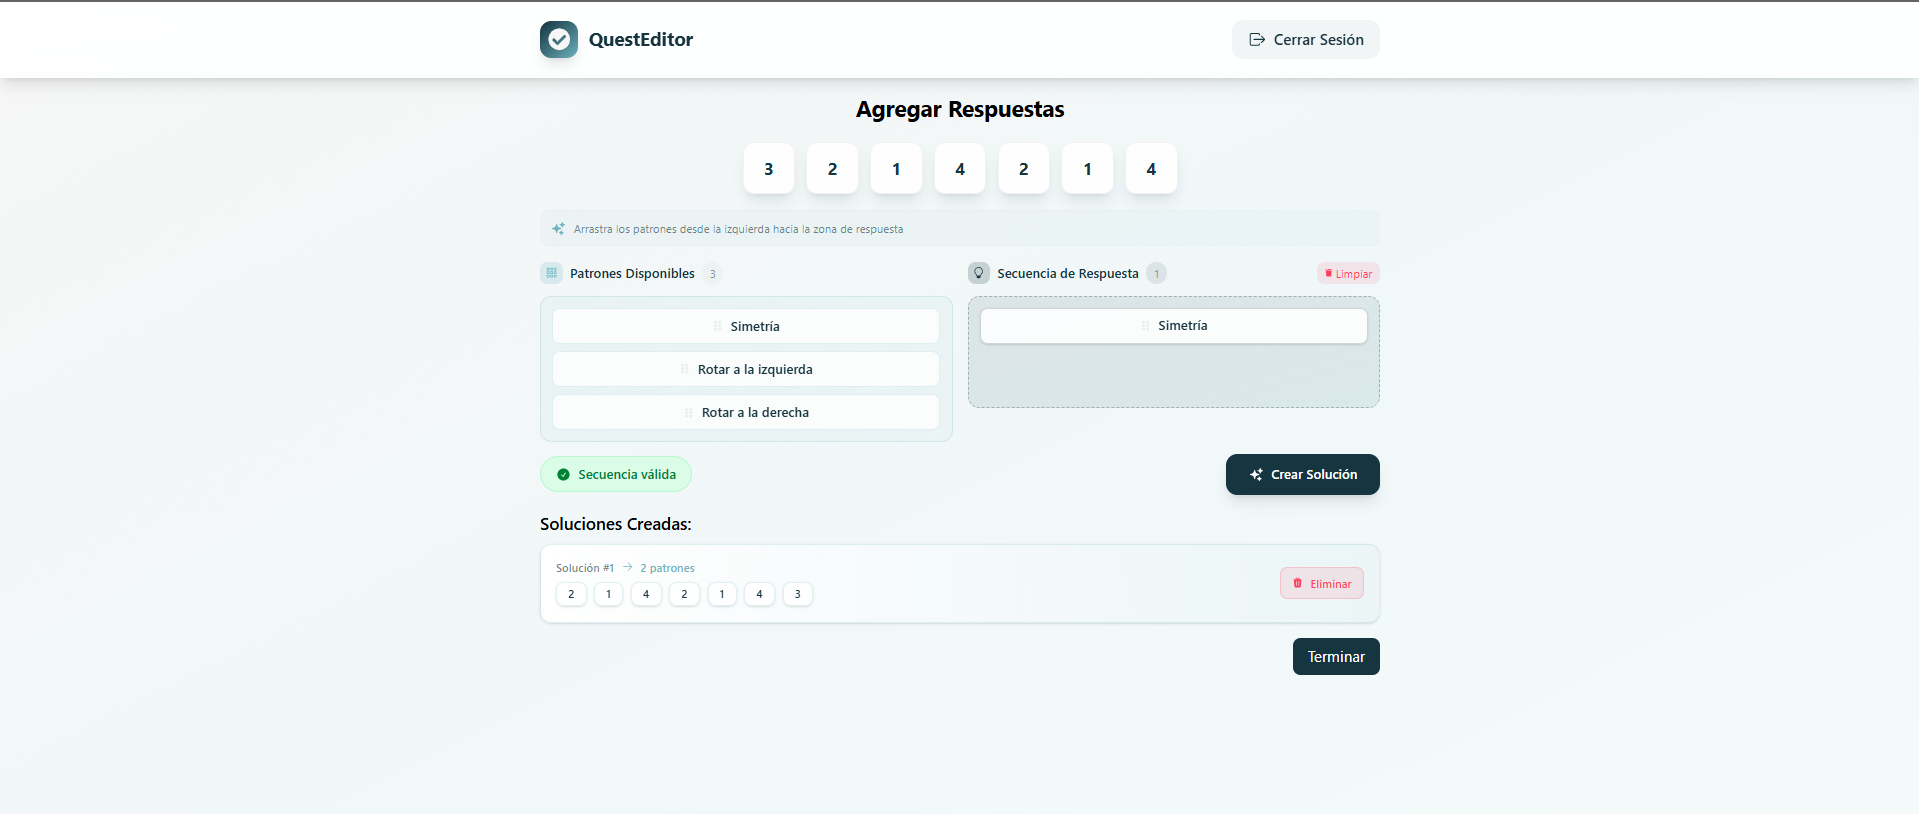 QuestEditor
Cerrar Sesión
Agregar Respuestas
3 2 1 4 2 1 4
Arrastra los patrones desde la izquierda hacia la zona de respuesta
Patrones Disponibles 3
Simetría
Rotar a la izquierda
Rotar a la derecha
Secuencia de Respuesta 1
Limpiar
Simetría
Secuencia válida
Crear Solución
Soluciones Creadas:
Solución #1 → 2 patrones
2 1 4 2 1 4 3
Eliminar
Terminar